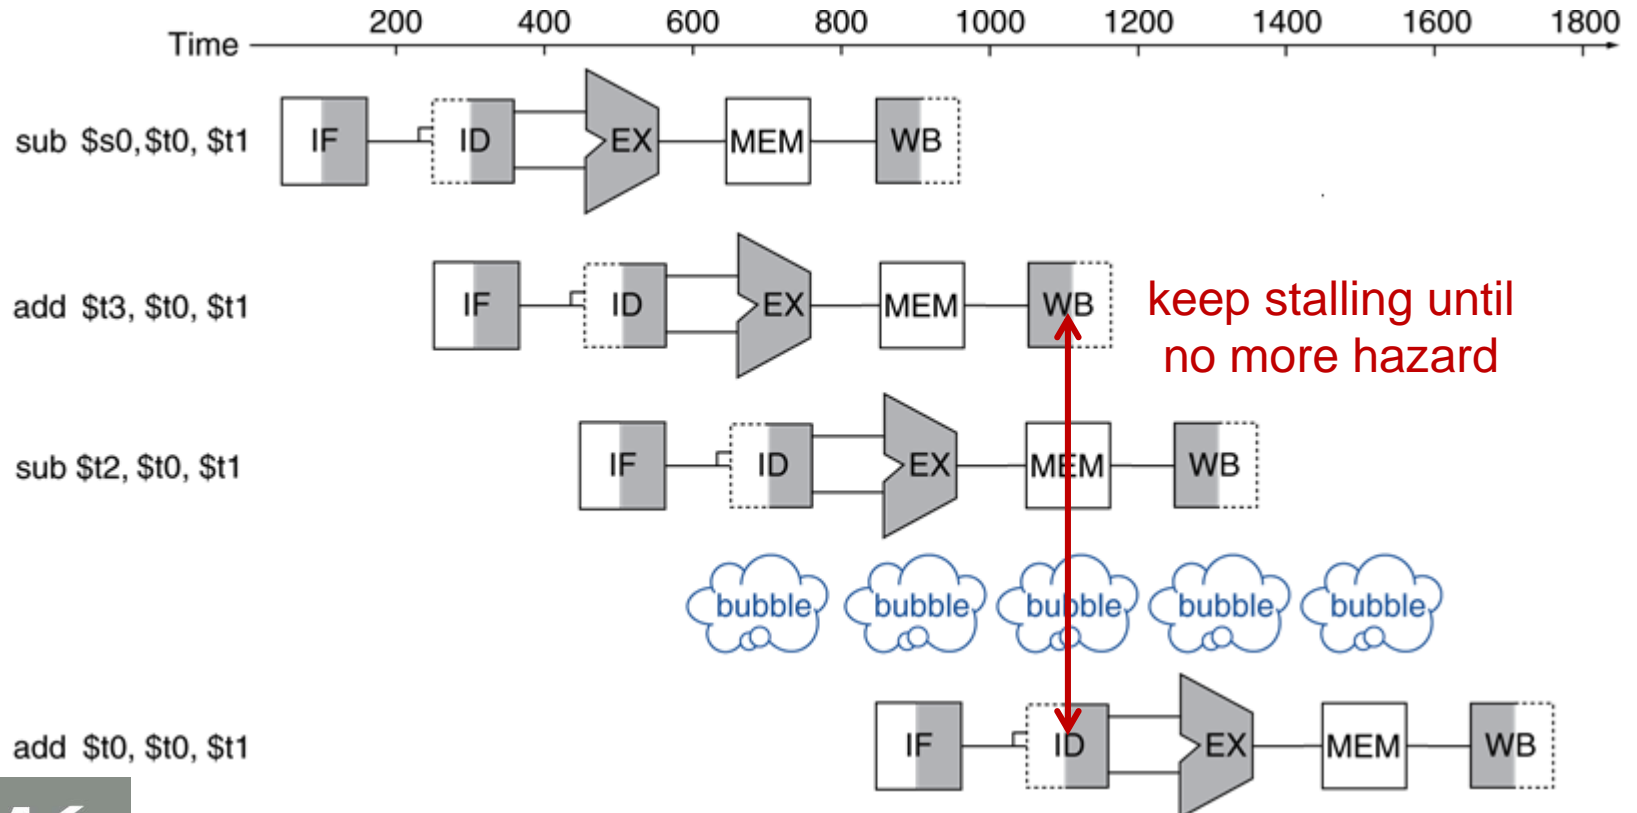 200 400 600 800 1000 1200 1400 1600 1800
Time
sub $s0,$t0, $t1
IF ID EX MEM WB
add $t3, $t0, $t1
IF ID EX MEM WB
keep stalling until
no more hazard
sub $t2, $t0, $t1
IF ID EX MEM WB
bubble bubble bubble bubble bubble
add $t0, $t0, $t1
IF ID EX MEM WB